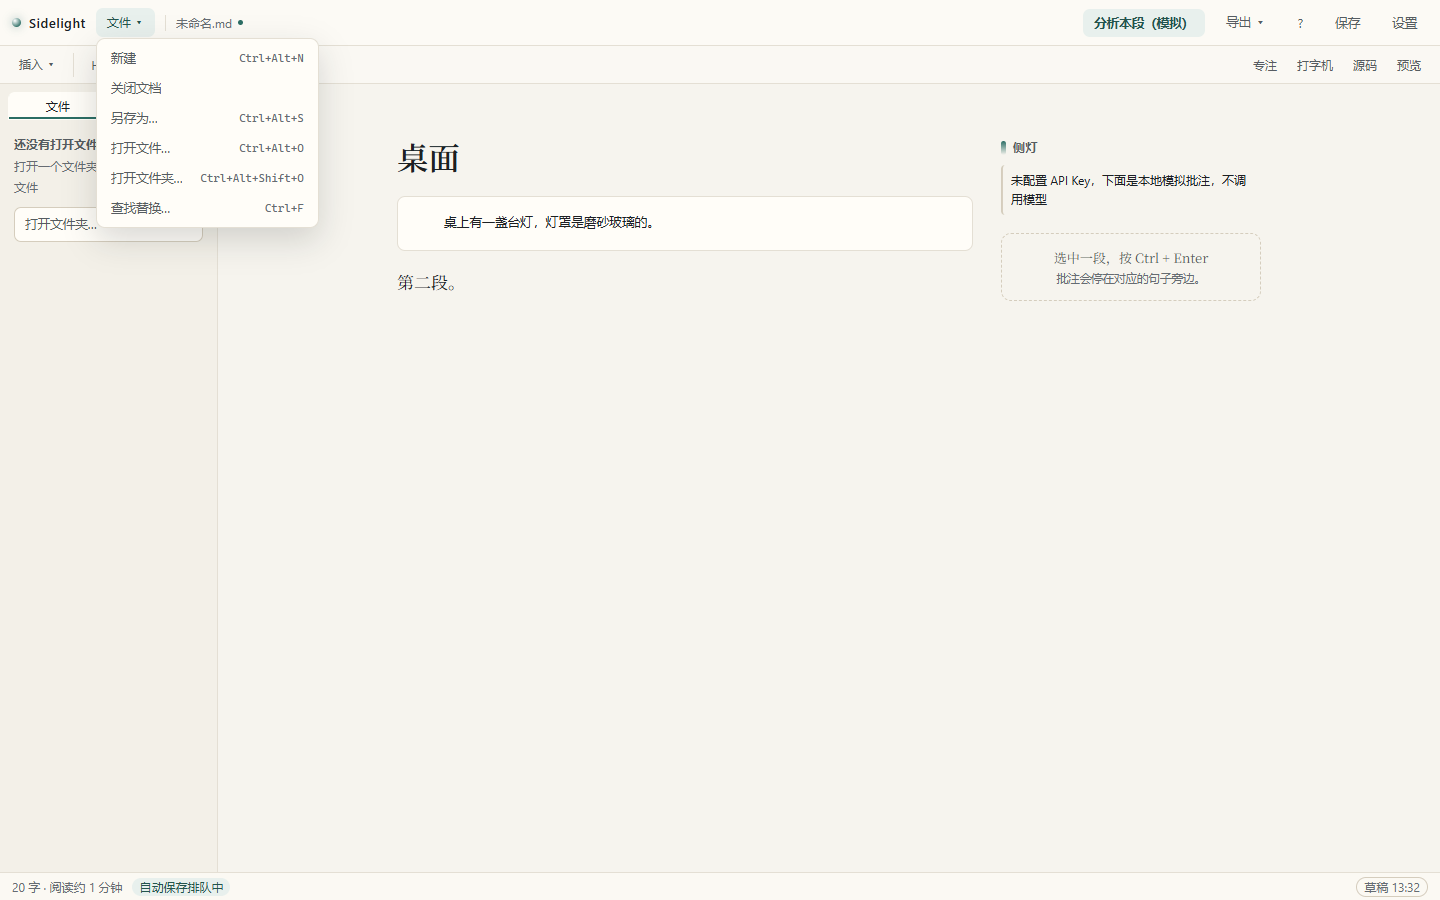 Sidelight 文件 未命名.md
分析本段（模拟） 导出 ? 保存 设置
新建 Ctrl+Alt+N
关闭文档
另存为... Ctrl+Alt+S
打开文件... Ctrl+Alt+O
打开文件夹... Ctrl+Alt+Shift+O
查找替换... Ctrl+F
插入
专注 打字机 源码 预览
文件
还没有打开文件
打开一个文件夹
文件
打开文件夹...
桌面
桌上有一盏台灯，灯罩是磨砂玻璃的。
第二段。
侧灯
未配置 API Key，下面是本地模拟批注，不调
用模型
选中一段，按 Ctrl + Enter
批注会停在对应的句子旁边。
20 字 · 阅读约 1 分钟 自动保存排队中
草稿 13:32